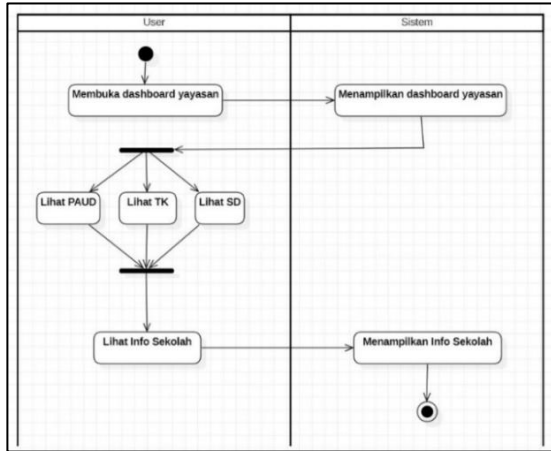 User
Sistem
Membuka dashboard yayasan
Menampilkan dashboard yayasan
Lihat PAUD
Lihat TK
Lihat SD
Lihat Info Sekolah
Menampilkan Info Sekolah